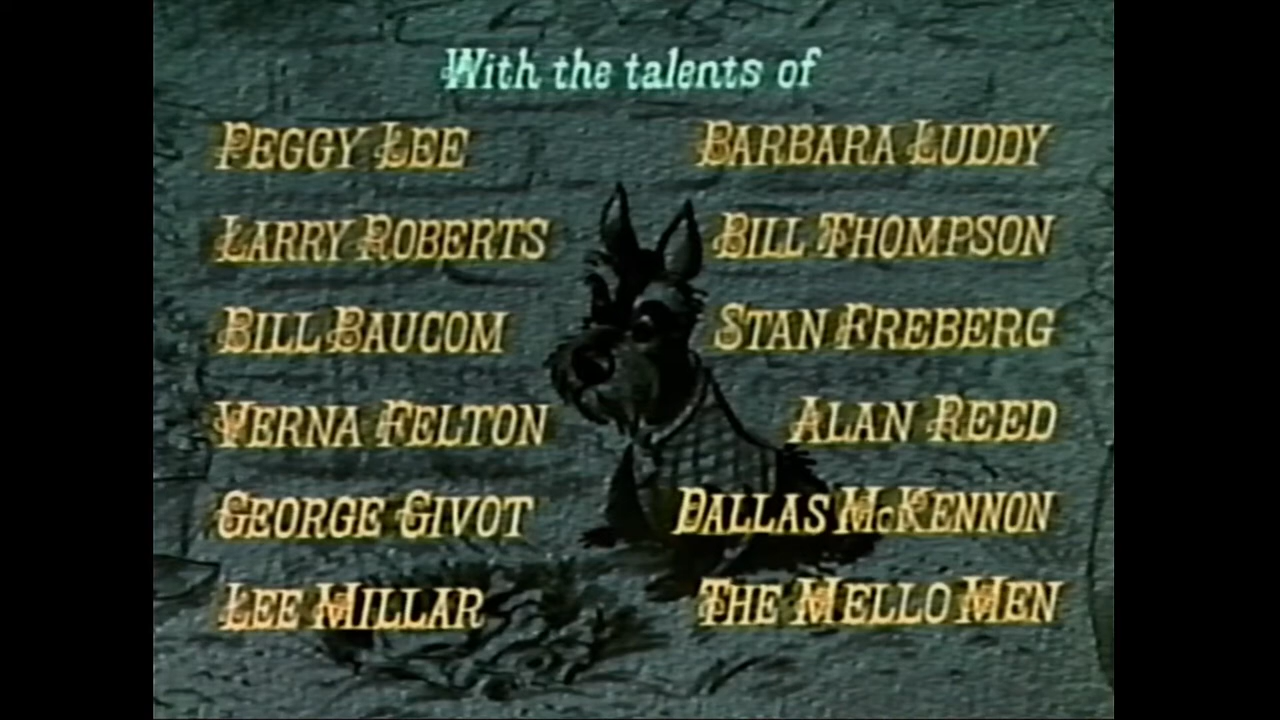 With the talents of
PEGGY LEE BARBARA LUDDY
LARRY ROBERTS BILL THOMPSON
BILL BAUCOM STAN FREBERG
VERNA FELTON ALAN REED
GEORGE GIVOT DALLAS McKENNON
LEE MILLAR THE MELLO MEN